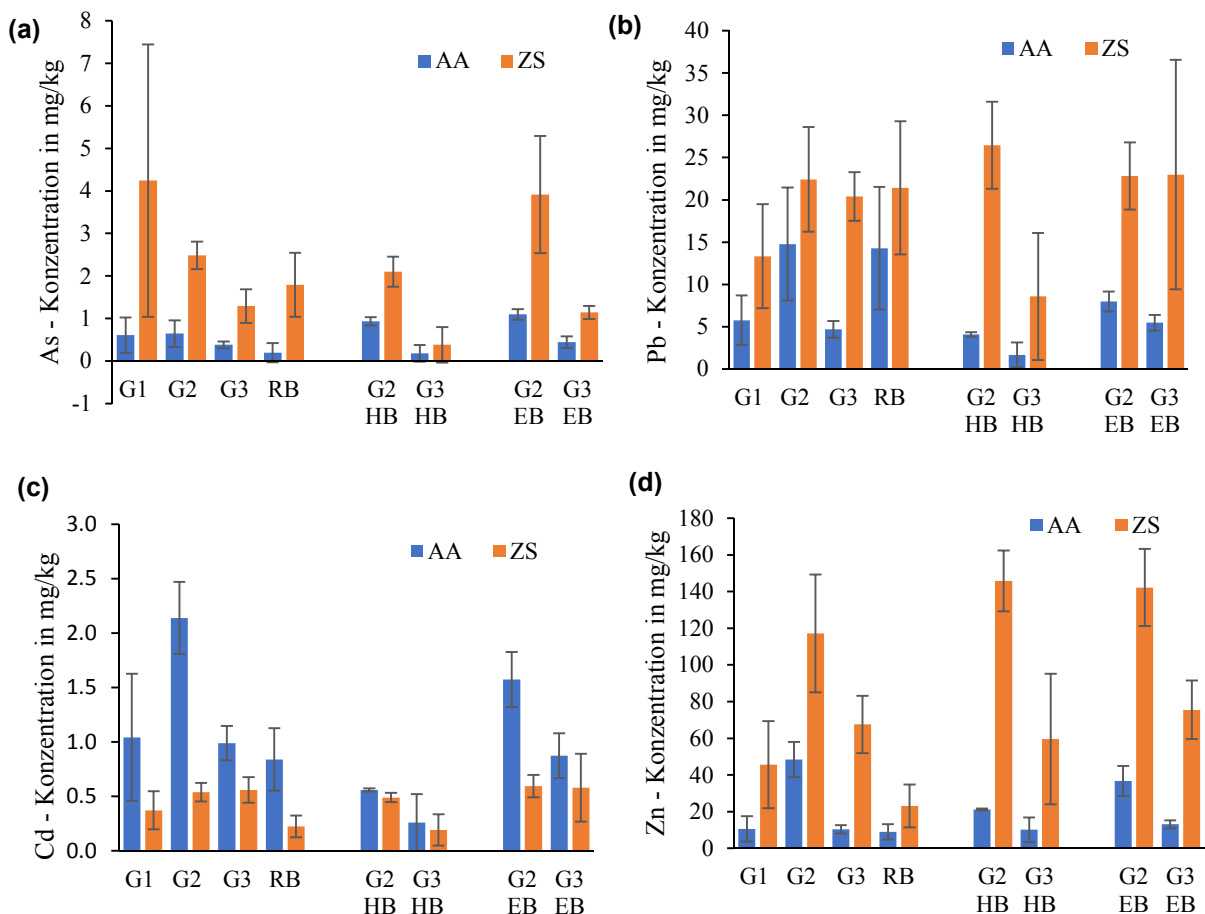 (a)
As - Konzentration in mg/kg
8
7
6
5
4
3
2
1
0
-1
AA ZS
G1 G2 G3 RB G2 G3 G2 G3
HB HB EB EB
(b)
Pb - Konzentration in mg/kg
40
35
30
25
20
15
10
5
0
AA ZS
G1 G2 G3 RB G2 G3 G2 G3
HB HB EB EB
(c)
Cd - Konzentration in mg/kg
3.0
2.5
2.0
1.5
1.0
0.5
0.0
AA ZS
G1 G2 G3 RB G2 G3 G2 G3
HB HB EB EB
(d)
Zn - Konzentration in mg/kg
180
160
140
120
100
80
60
40
20
0
AA ZS
G1 G2 G3 RB G2 G3 G2 G3
HB HB EB EB